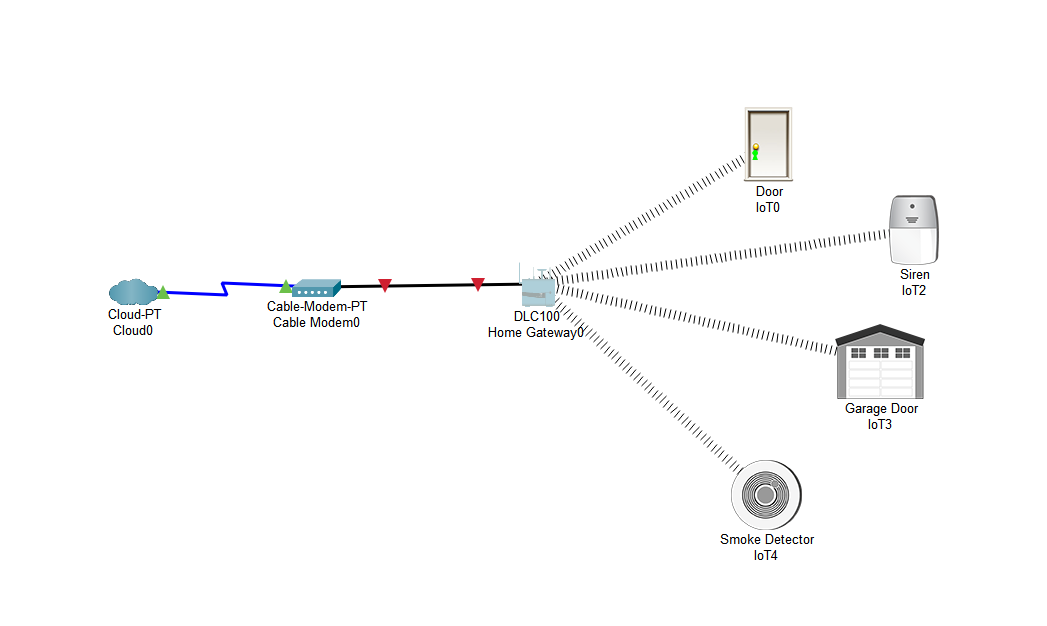 Door
IoT0
Siren
IoT2
Cloud-PT
Cloud0
Cable-Modem-PT
Cable Modem0
DLC100
Home Gateway0
Garage Door
IoT3
Smoke Detector
IoT4